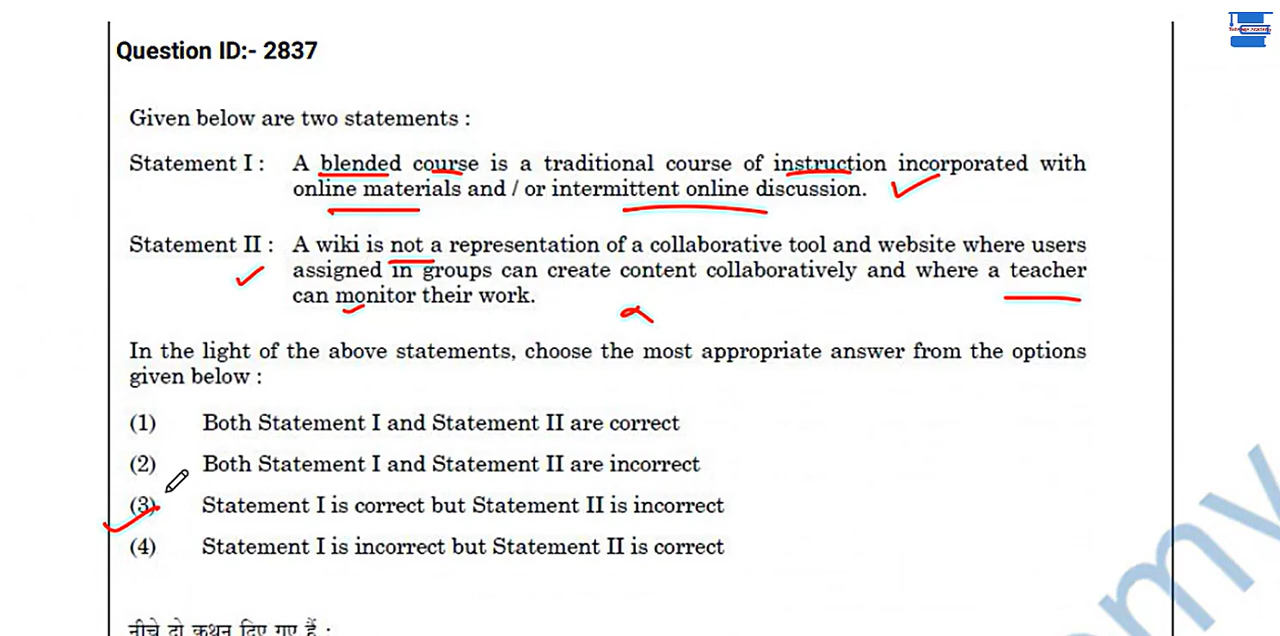 Question ID:- 2837
Given below are two statements :
Statement I : A blended course is a traditional course of instruction incorporated with
online materials and / or intermittent online discussion.
Statement II : A wiki is not a representation of a collaborative tool and website where users
assigned in groups can create content collaboratively and where a teacher
can monitor their work.
In the light of the above statements, choose the most appropriate answer from the options
given below :
(1) Both Statement I and Statement II are correct
(2) Both Statement I and Statement II are incorrect
(3) Statement I is correct but Statement II is incorrect
(4) Statement I is incorrect but Statement II is correct
नीचे दो कथन दिए गए हैं :
my